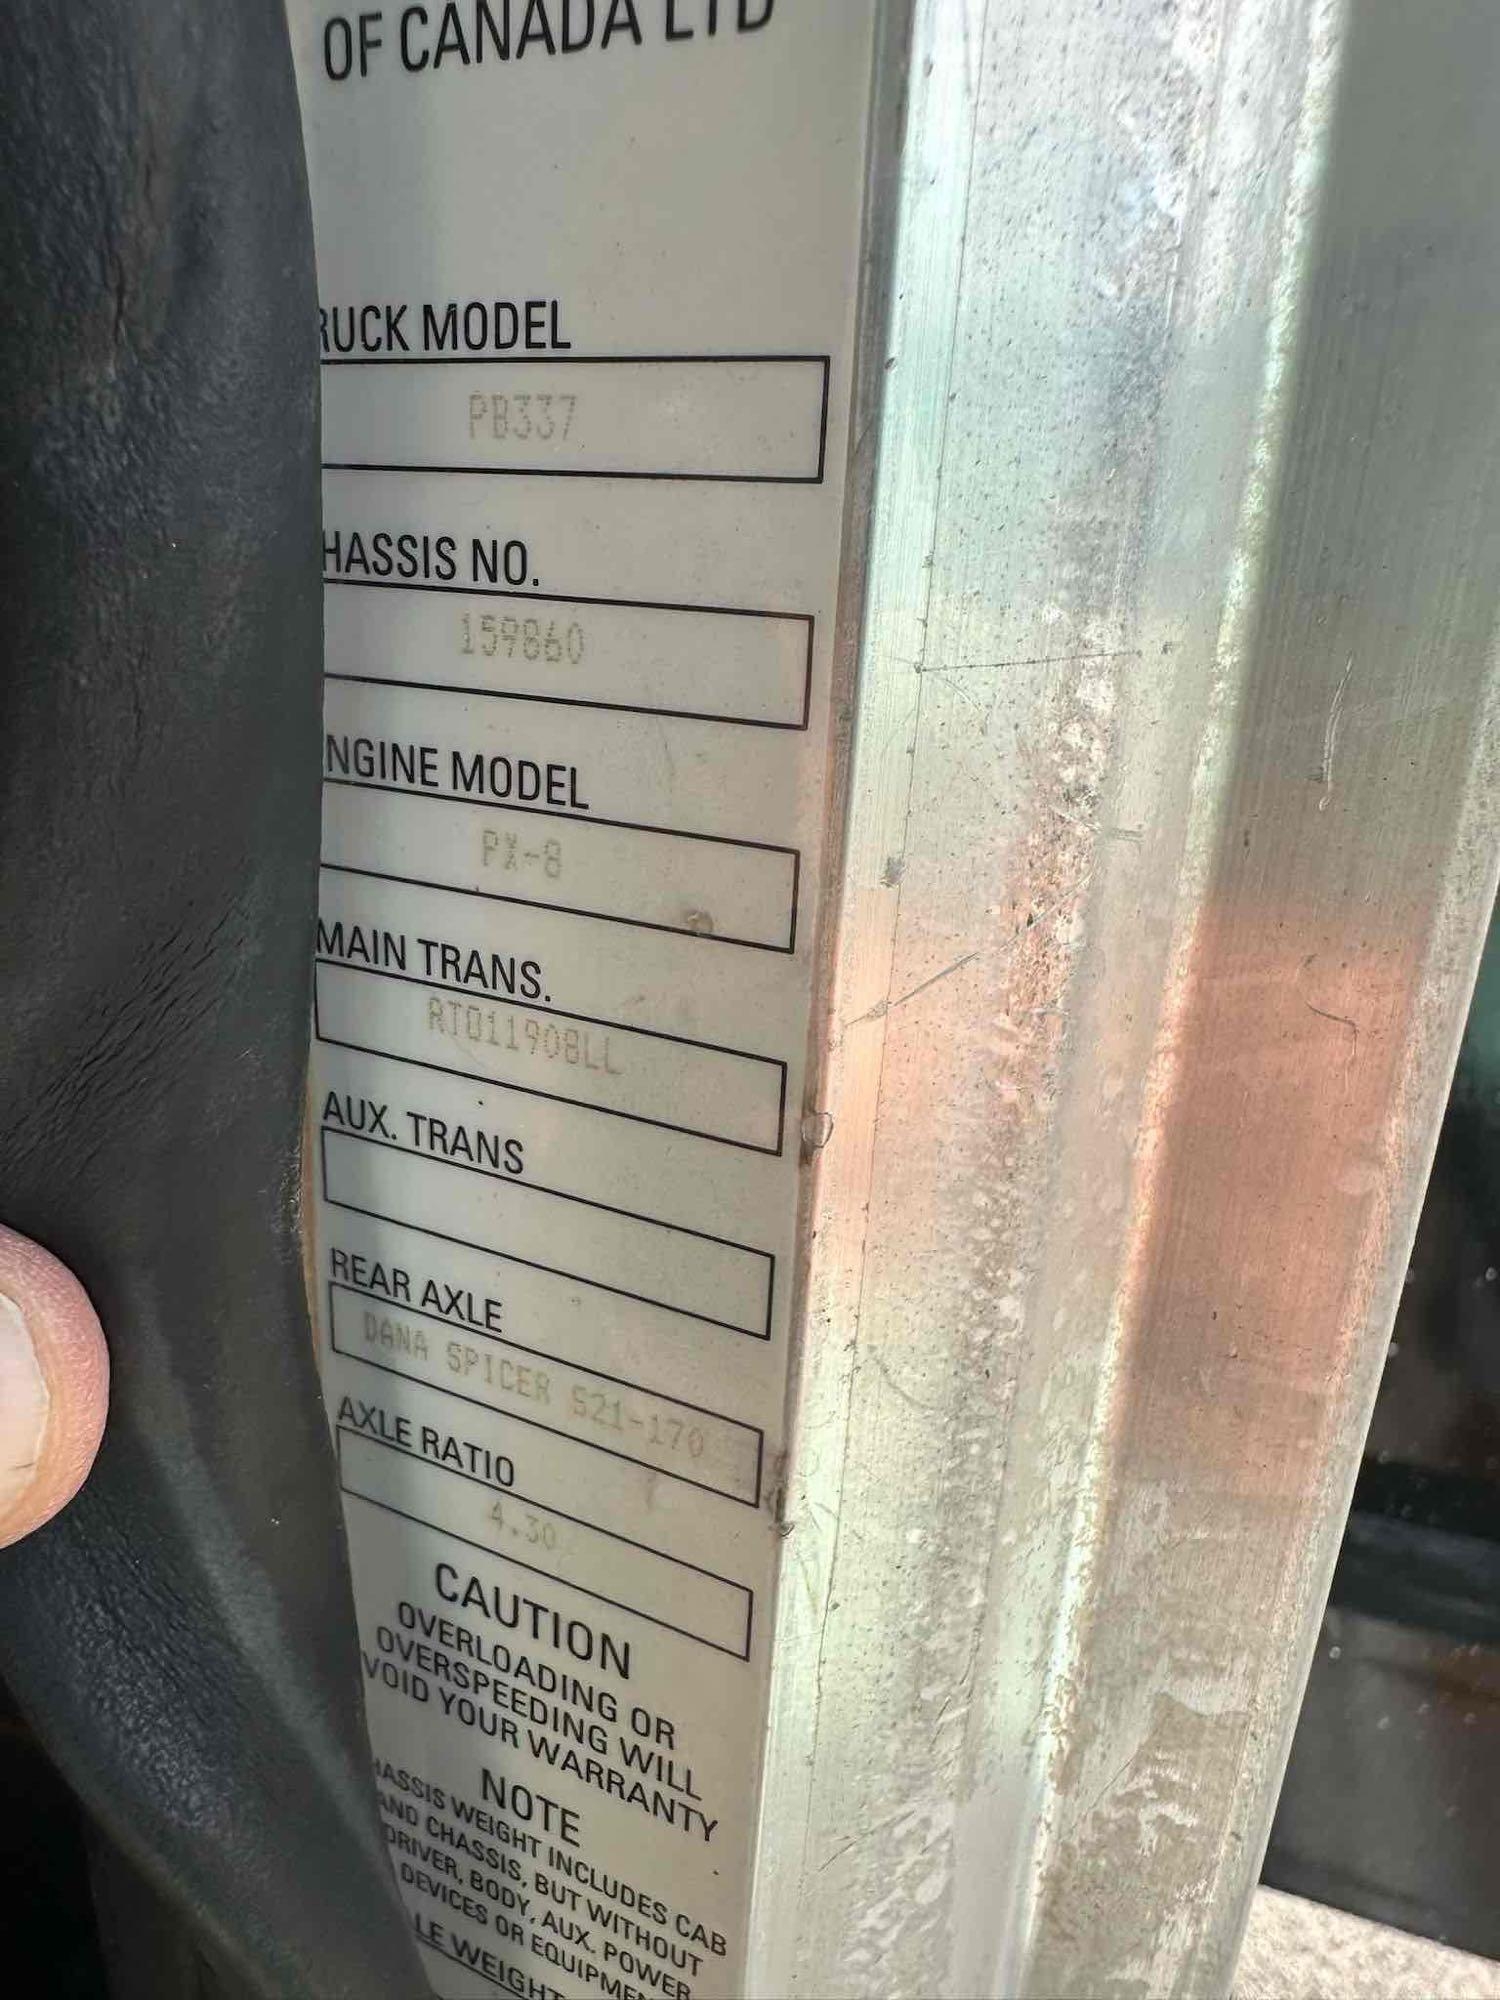 OF CANADA LTD
RUCK MODEL
PB337
HASSIS NO.
159860
NGINE MODEL
PX-8
MAIN TRANS.
RTO11908LL
AUX. TRANS
REAR AXLE
DANA SPICER S21-170
AXLE RATIO
4.30
CAUTION
OVERLOADING OR
OVERSPEEDING WILL
VOID YOUR WARRANTY
NOTE
HASSIS WEIGHT INCLUDES CAB
AND CHASSIS, BUT WITHOUT
DRIVER, BODY, AUX. POWER
DEVICES OR EQUIPMEN
LE WEIGHT